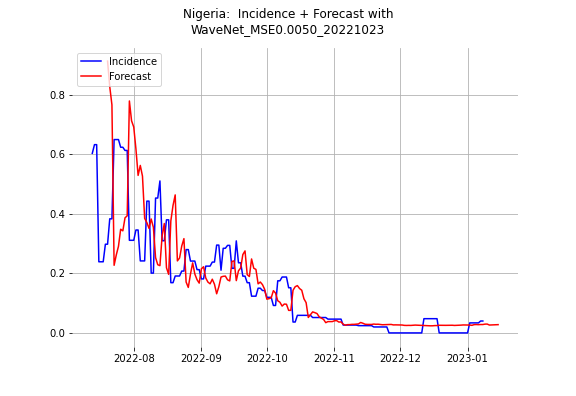 Nigeria:  Incidence + Forecast with
WaveNet_MSE0.0050_20221023
Incidence
Forecast
0.8
0.6
0.4
0.2
0.0
2022-08 2022-09 2022-10 2022-11 2022-12 2023-01